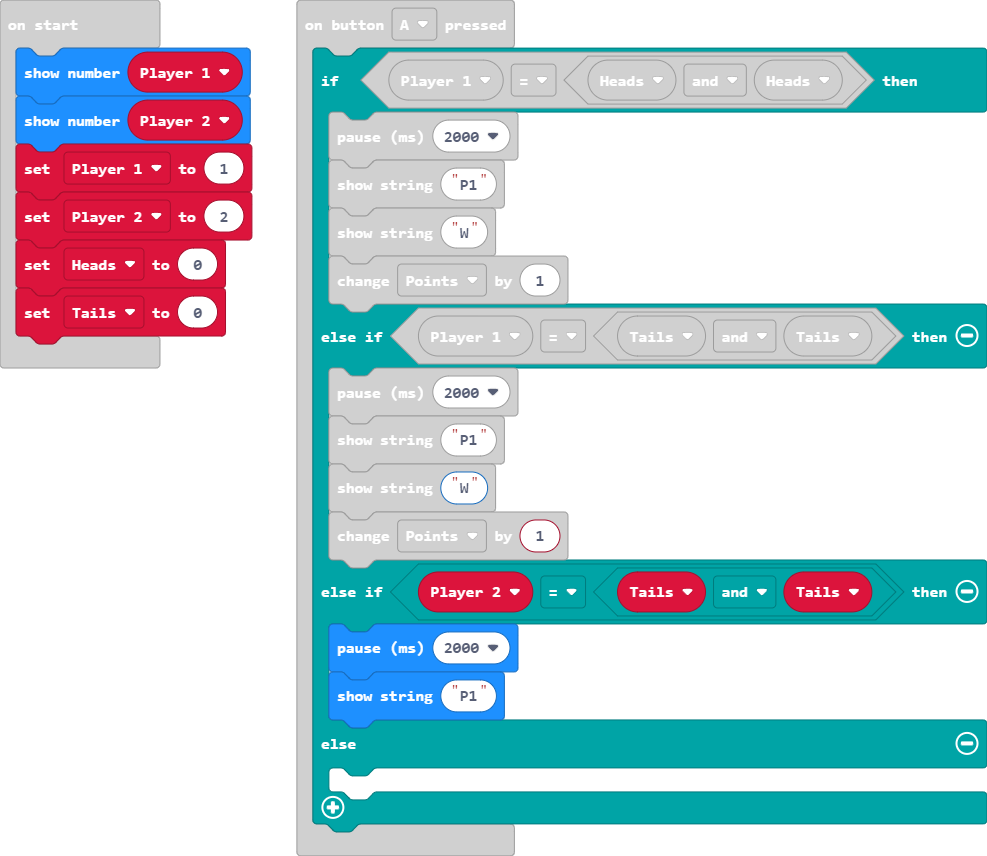 on start
show number Player 1
show number Player 2
set Player 1 to 1
set Player 2 to 2
set Heads to 0
set Tails to 0
on button A pressed
if Player 1 = Heads and Heads then
pause (ms) 2000
show string "P1"
show string "W"
change Points by 1
else if Player 1 = Tails and Tails then
pause (ms) 2000
show string "P1"
show string "W"
change Points by 1
else if Player 2 = Tails and Tails then
pause (ms) 2000
show string "P1"
else